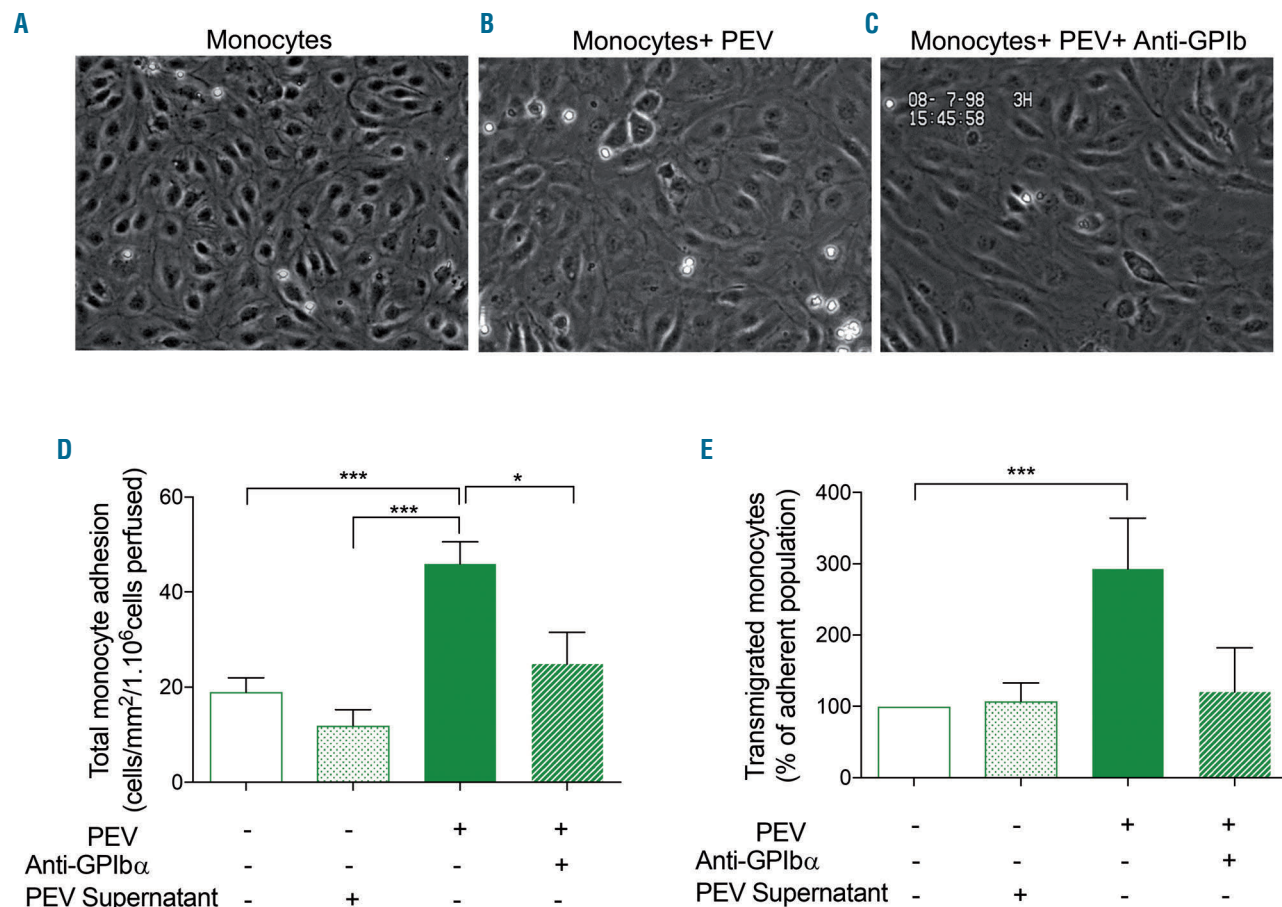 A
Monocytes
B
Monocytes+ PEV
C
Monocytes+ PEV+ Anti-GPIb
08- 7-98 3H
15:45:58
D
Total monocyte adhesion
(cells/mm²/1.10⁶cells perfused)
60
40
20
0
***
***
*
PEV - - + +
Anti-GPIbα - - - +
PEV Supernatant - + - -
E
Transmigrated monocytes
(% of adherent population)
400
300
200
100
0
***
PEV - - + +
Anti-GPIbα - - - +
PEV Supernatant - + - -